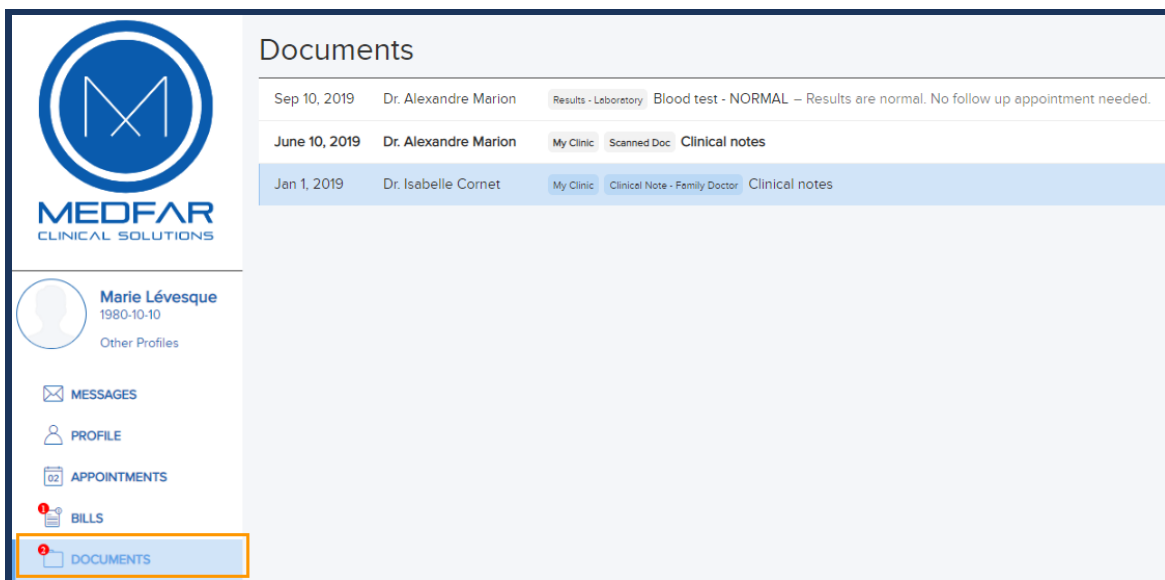 MEDFAR
CLINICAL SOLUTIONS
Marie Lévesque
1980-10-10
Other Profiles
MESSAGES
PROFILE
02 APPOINTMENTS
1 BILLS
2 DOCUMENTS
Documents
Sep 10, 2019 Dr. Alexandre Marion Results - Laboratory Blood test - NORMAL – Results are normal. No follow up appointment needed.
June 10, 2019 Dr. Alexandre Marion My Clinic Scanned Doc Clinical notes
Jan 1, 2019 Dr. Isabelle Cornet My Clinic Clinical Note - Family Doctor Clinical notes